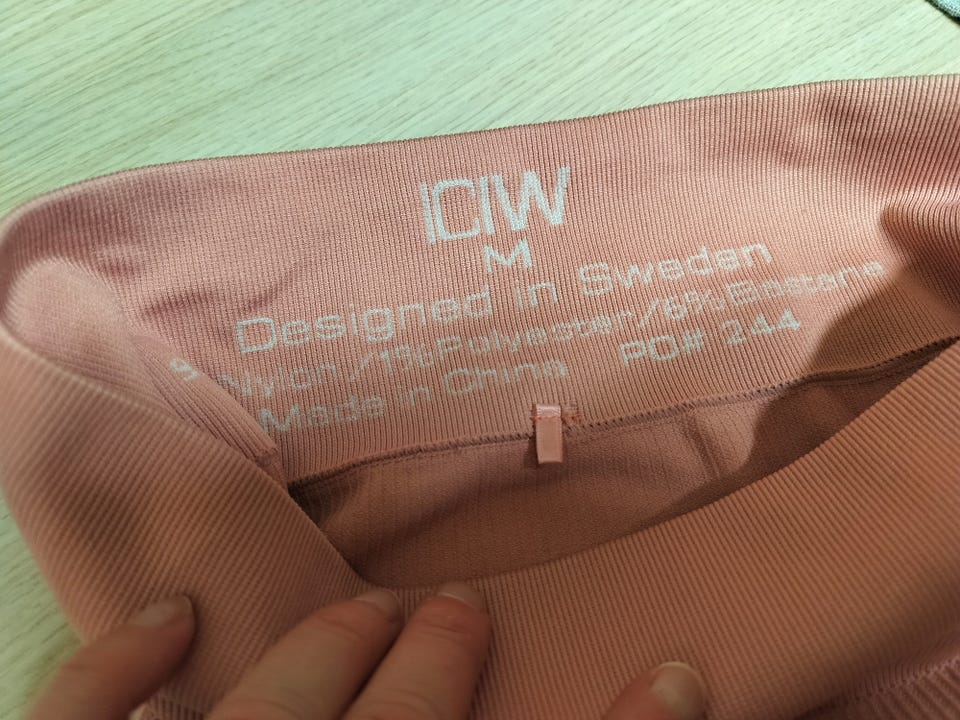 ICIW
M
Designed in Sweden
Nylon/1%Polyester/6%Elastane
Made in China PO# 244